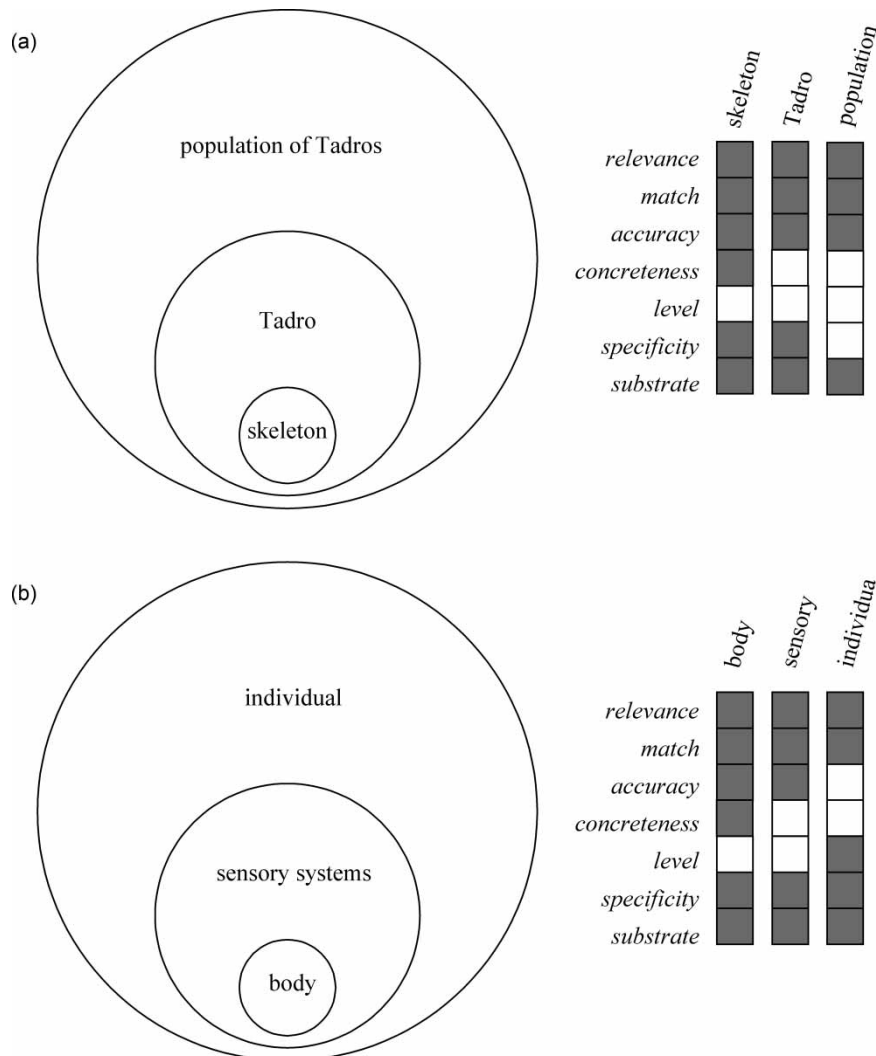 (a)
population of Tadros
Tadro
skeleton
skeleton
Tadro
population
relevance
match
accuracy
concreteness
level
specificity
substrate
(b)
individual
sensory systems
body
body
sensory
individua
relevance
match
accuracy
concreteness
level
specificity
substrate